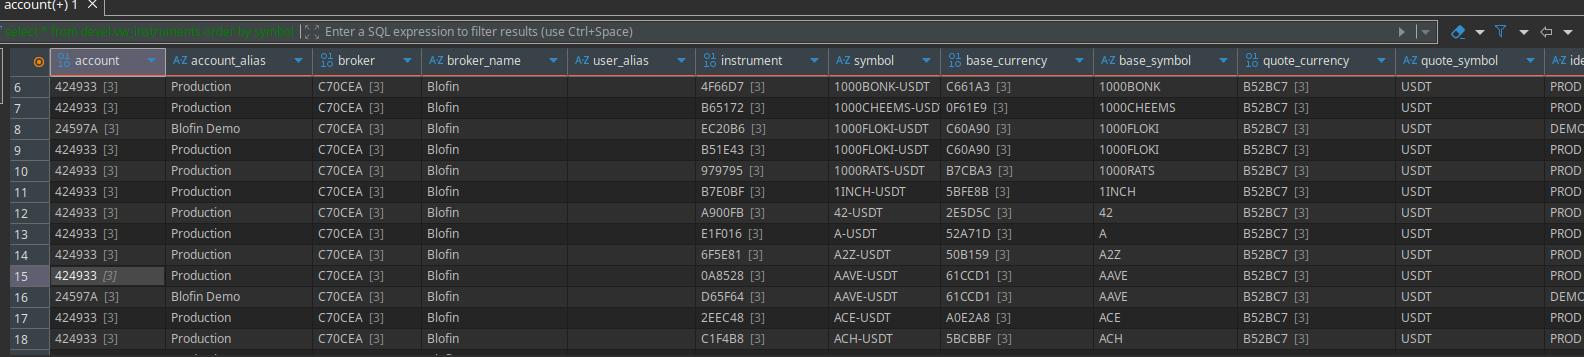 account(+) 1 ×
select * from devel.vw_instruments order by symbol Enter a SQL expression to filter results (use Ctrl+Space)
account account_alias broker broker_name user_alias instrument symbol base_currency base_symbol quote_currency quote_symbol ide
6 424933 [3] Production C70CEA [3] Blofin 4F66D7 [3] 1000BONK-USDT C661A3 [3] 1000BONK B52BC7 [3] USDT PROD
7 424933 [3] Production C70CEA [3] Blofin B65172 [3] 1000CHEEMS-USD 0F61E9 [3] 1000CHEEMS B52BC7 [3] USDT PROD
8 24597A [3] Blofin Demo C70CEA [3] Blofin EC20B6 [3] 1000FLOKI-USDT C60A90 [3] 1000FLOKI B52BC7 [3] USDT DEMO
9 424933 [3] Production C70CEA [3] Blofin B51E43 [3] 1000FLOKI-USDT C60A90 [3] 1000FLOKI B52BC7 [3] USDT PROD
10 424933 [3] Production C70CEA [3] Blofin 979795 [3] 1000RATS-USDT B7CBA3 [3] 1000RATS B52BC7 [3] USDT PROD
11 424933 [3] Production C70CEA [3] Blofin B7E0BF [3] 1INCH-USDT 5BFE8B [3] 1INCH B52BC7 [3] USDT PROD
12 424933 [3] Production C70CEA [3] Blofin A900FB [3] 42-USDT 2E5D5C [3] 42 B52BC7 [3] USDT PROD
13 424933 [3] Production C70CEA [3] Blofin E1F016 [3] A-USDT 52A71D [3] A B52BC7 [3] USDT PROD
14 424933 [3] Production C70CEA [3] Blofin 6F5E81 [3] A2Z-USDT 50B159 [3] A2Z B52BC7 [3] USDT PROD
15 424933 [3] Production C70CEA [3] Blofin 0A8528 [3] AAVE-USDT 61CCD1 [3] AAVE B52BC7 [3] USDT PROD
16 24597A [3] Blofin Demo C70CEA [3] Blofin D65F64 [3] AAVE-USDT 61CCD1 [3] AAVE B52BC7 [3] USDT DEMO
17 424933 [3] Production C70CEA [3] Blofin 2EEC48 [3] ACE-USDT A0E2A8 [3] ACE B52BC7 [3] USDT PROD
18 424933 [3] Production C70CEA [3] Blofin C1F4B8 [3] ACH-USDT 5BCBBF [3] ACH B52BC7 [3] USDT PROD